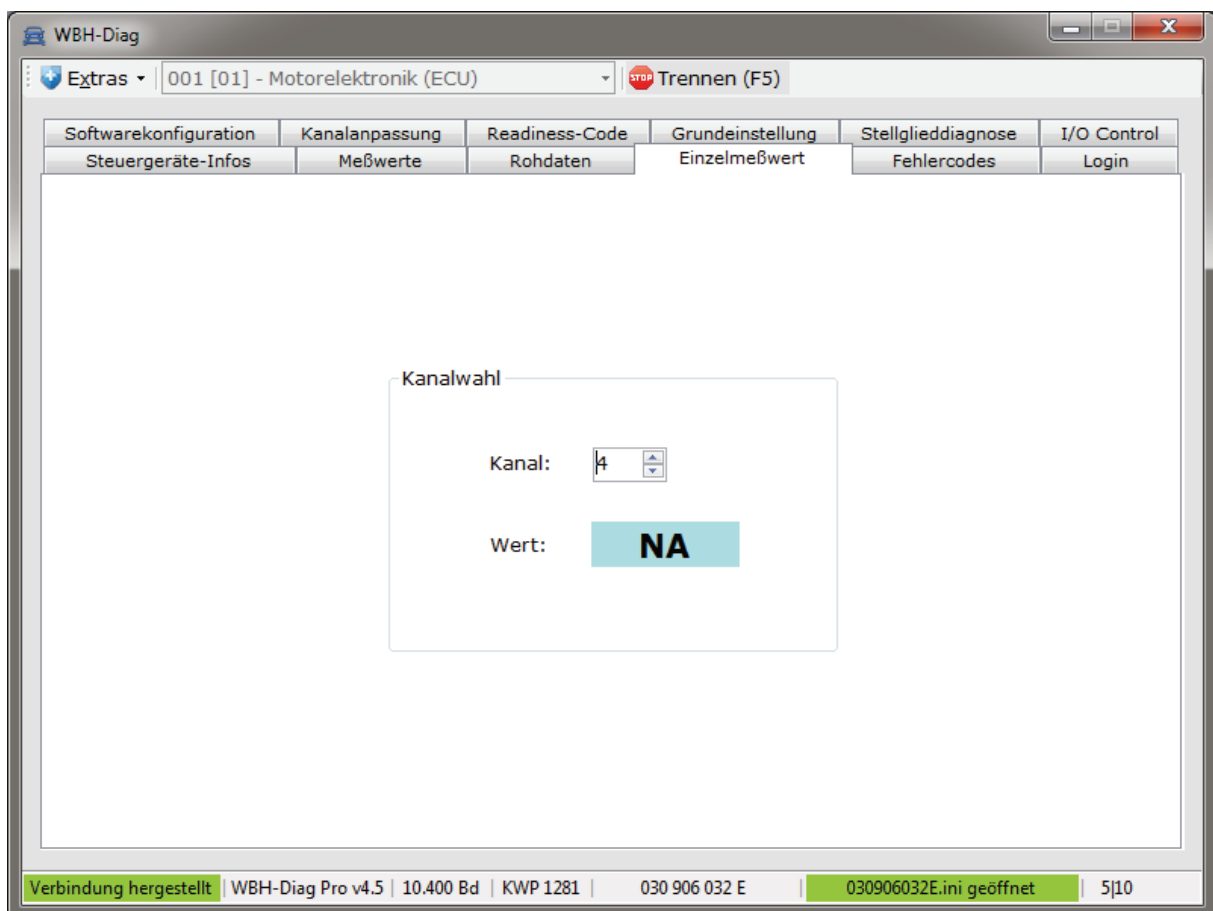 WBH-Diag
Extras 001 [01] - Motorelektronik (ECU) STOP Trennen (F5)
Softwarekonfiguration Kanalanpassung Readiness-Code Grundeinstellung Stellglieddiagnose I/O Control
Steuergeräte-Infos Meßwerte Rohdaten Einzelmeßwert Fehlercodes Login
Kanalwahl
Kanal: 4
Wert: NA
Verbindung hergestellt | WBH-Diag Pro v4.5 | 10.400 Bd | KWP 1281 | 030 906 032 E | 030906032E.ini geöffnet | 5|10